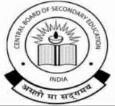 CENTRAL BOARD OF SECONDARY EDUCATION
INDIA
असतो मा सद्गमय